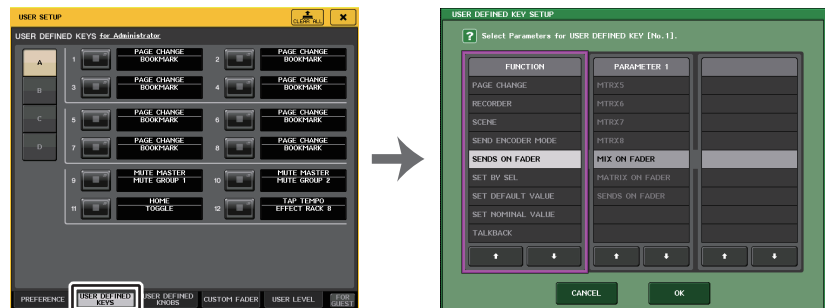 USER SETUP
CLEAR ALL
USER DEFINED KEYS for Administrator
A
B
C
D
1 PAGE CHANGE BOOKMARK
2 PAGE CHANGE BOOKMARK
3 PAGE CHANGE BOOKMARK
4 PAGE CHANGE BOOKMARK
5 PAGE CHANGE BOOKMARK
6 PAGE CHANGE BOOKMARK
7 PAGE CHANGE BOOKMARK
8 PAGE CHANGE BOOKMARK
9 MUTE MASTER MUTE GROUP 1
10 MUTE MASTER MUTE GROUP 2
11 HOME TOGGLE
12 TAP TEMPO EFFECT RACK 8
PREFERENCE
USER DEFINED KEYS
USER DEFINED KNOBS
CUSTOM FADER
USER LEVEL
FOR GUEST
USER DEFINED KEY SETUP
? Select Parameters for USER DEFINED KEY [No.1].
FUNCTION
PAGE CHANGE
RECORDER
SCENE
SEND ENCODER MODE
SENDS ON FADER
SET BY SEL
SET DEFAULT VALUE
SET NOMINAL VALUE
TALKBACK
PARAMETER 1
MTRX5
MTRX6
MTRX7
MTRX8
MIX ON FADER
MATRIX ON FADER
SENDS ON FADER
CANCEL
OK